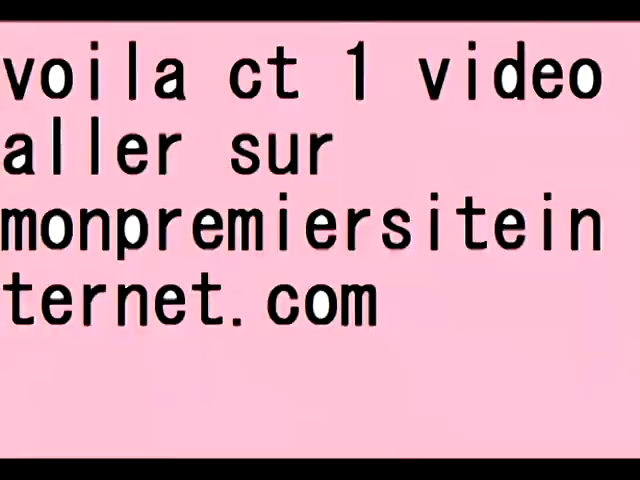 voila ct 1 video
aller sur
monpremiersitein
ternet.com